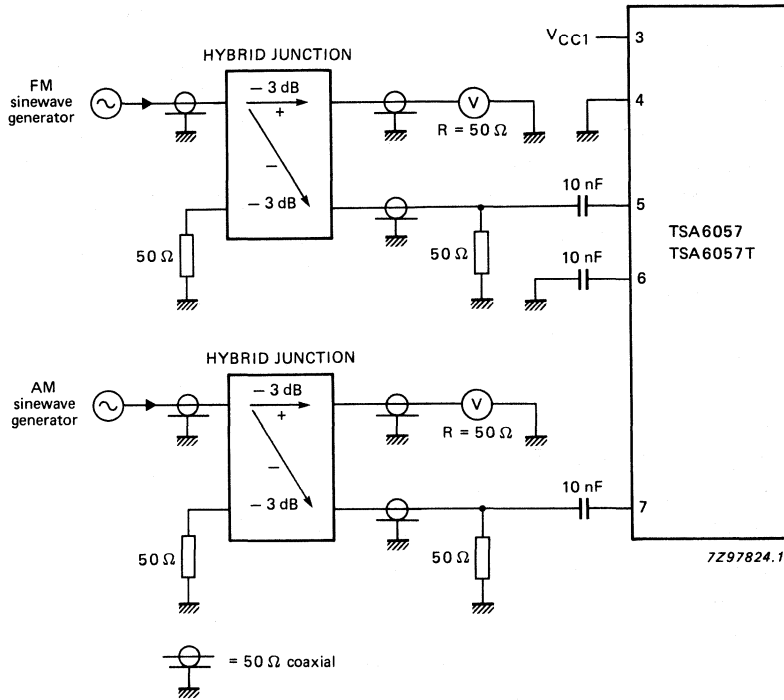 HYBRID JUNCTION
FM
sinewave
generator
− 3 dB
+
−
− 3 dB
V
R = 50 Ω
50 Ω
50 Ω
VCC1
3
4
10 nF
5
10 nF
6
TSA6057
TSA6057T
HYBRID JUNCTION
AM
sinewave
generator
− 3 dB
+
−
− 3 dB
V
R = 50 Ω
50 Ω
50 Ω
10 nF
7
7Z97824.1
= 50 Ω coaxial